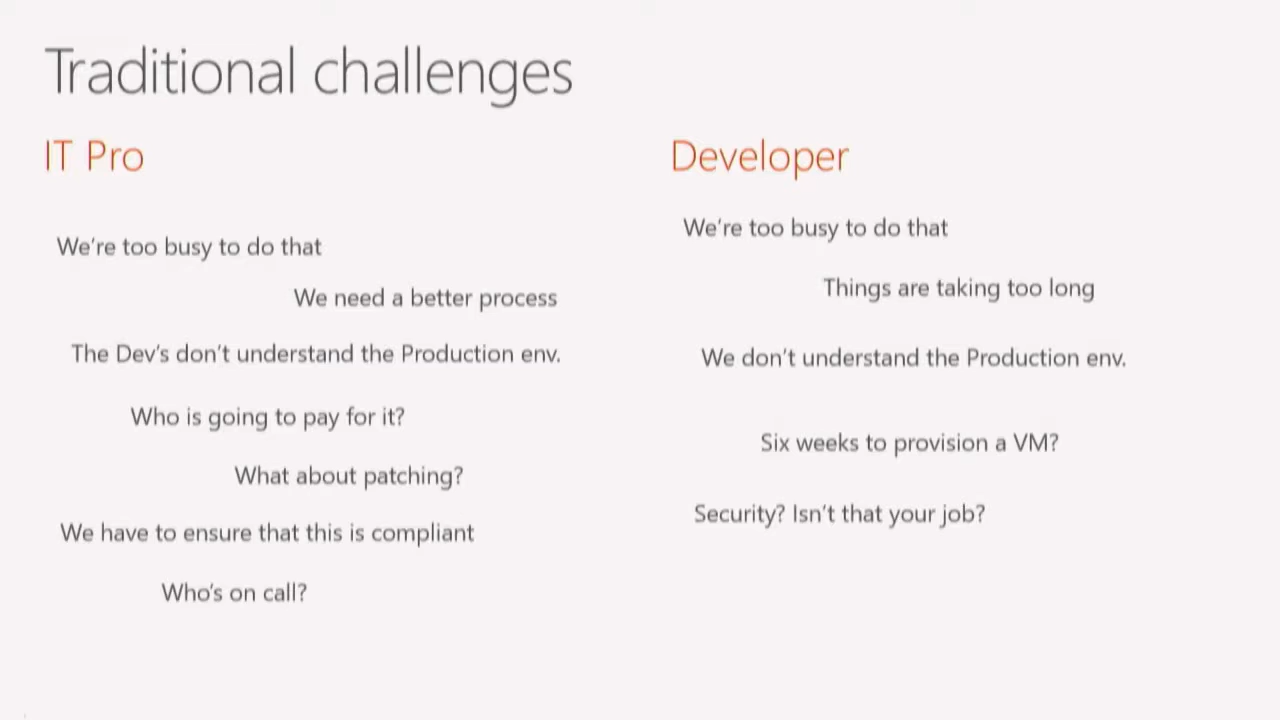 Traditional challenges
IT Pro
We're too busy to do that
We need a better process
The Dev's don't understand the Production env.
Who is going to pay for it?
What about patching?
We have to ensure that this is compliant
Who's on call?
Developer
We're too busy to do that
Things are taking too long
We don't understand the Production env.
Six weeks to provision a VM?
Security? Isn't that your job?